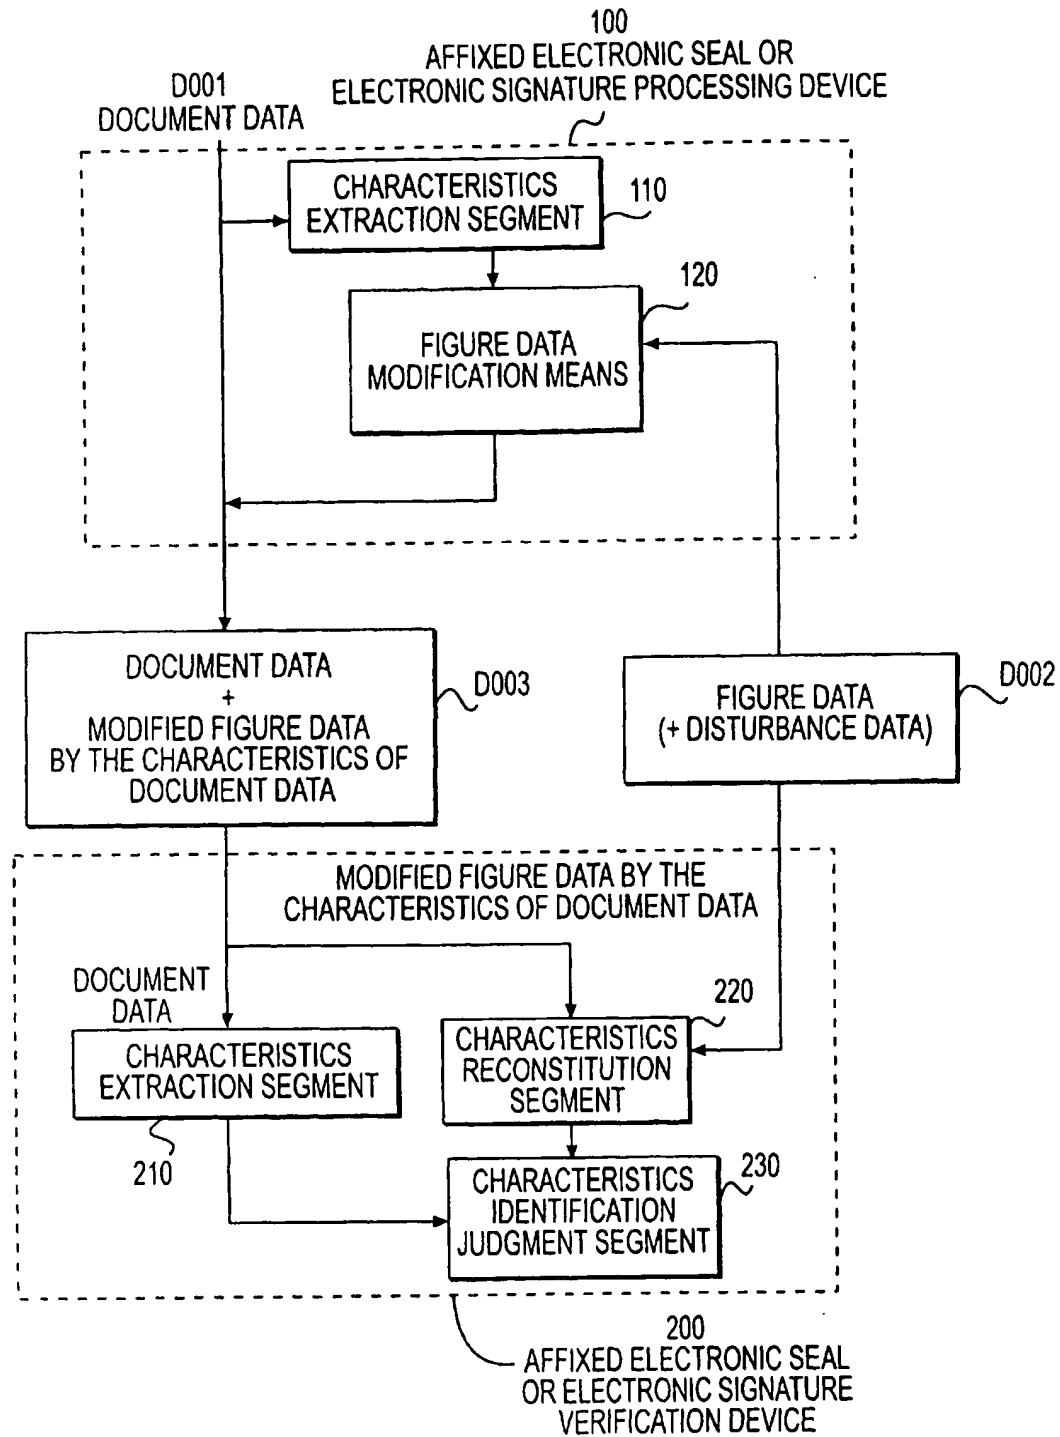 100
AFFIXED ELECTRONIC SEAL OR
ELECTRONIC SIGNATURE PROCESSING DEVICE
D001
DOCUMENT DATA
CHARACTERISTICS
EXTRACTION SEGMENT
110
120
FIGURE DATA
MODIFICATION MEANS
DOCUMENT DATA
+
MODIFIED FIGURE DATA
BY THE CHARACTERISTICS OF
DOCUMENT DATA
D003
FIGURE DATA
(+ DISTURBANCE DATA)
D002
MODIFIED FIGURE DATA BY THE
CHARACTERISTICS OF DOCUMENT DATA
DOCUMENT
DATA
CHARACTERISTICS
EXTRACTION SEGMENT
210
220
CHARACTERISTICS
RECONSTITUTION
SEGMENT
230
CHARACTERISTICS
IDENTIFICATION
JUDGMENT SEGMENT
200
AFFIXED ELECTRONIC SEAL
OR ELECTRONIC SIGNATURE
VERIFICATION DEVICE